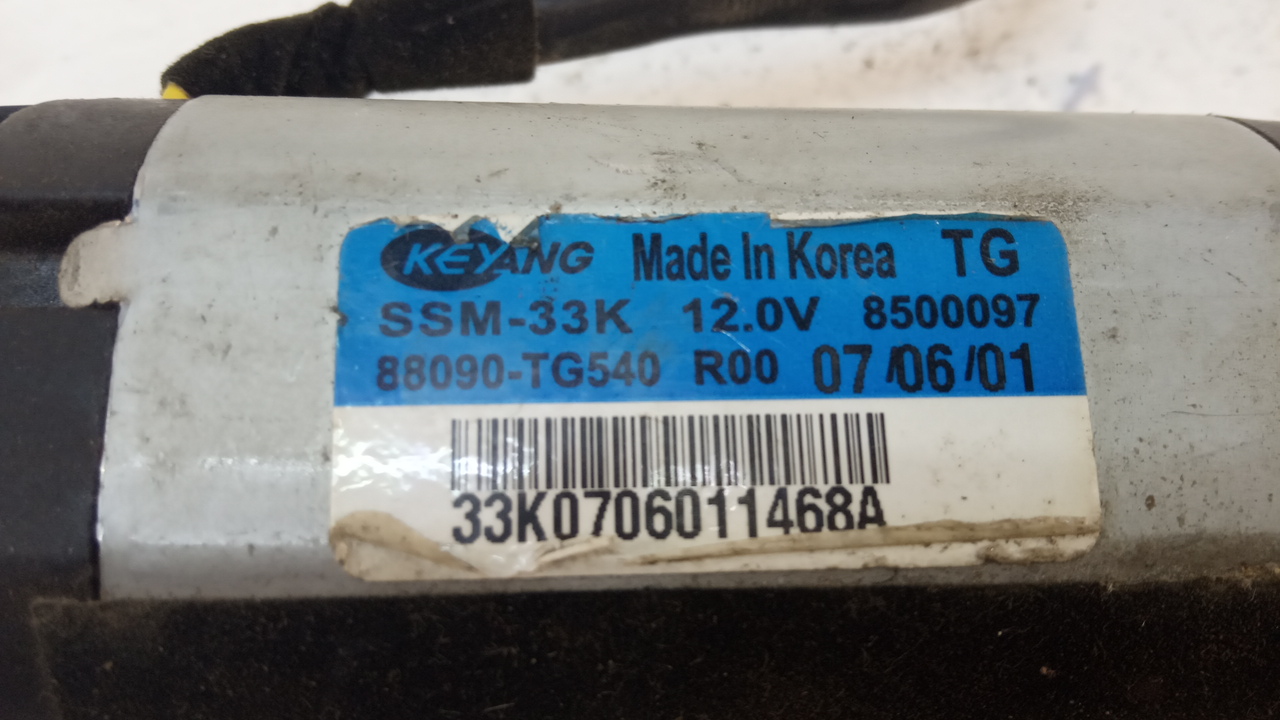 KEYANG Made In Korea TG
SSM-33K 12.0V 8500097
88090-TG540 R00 07/06/01
33K0706011468A